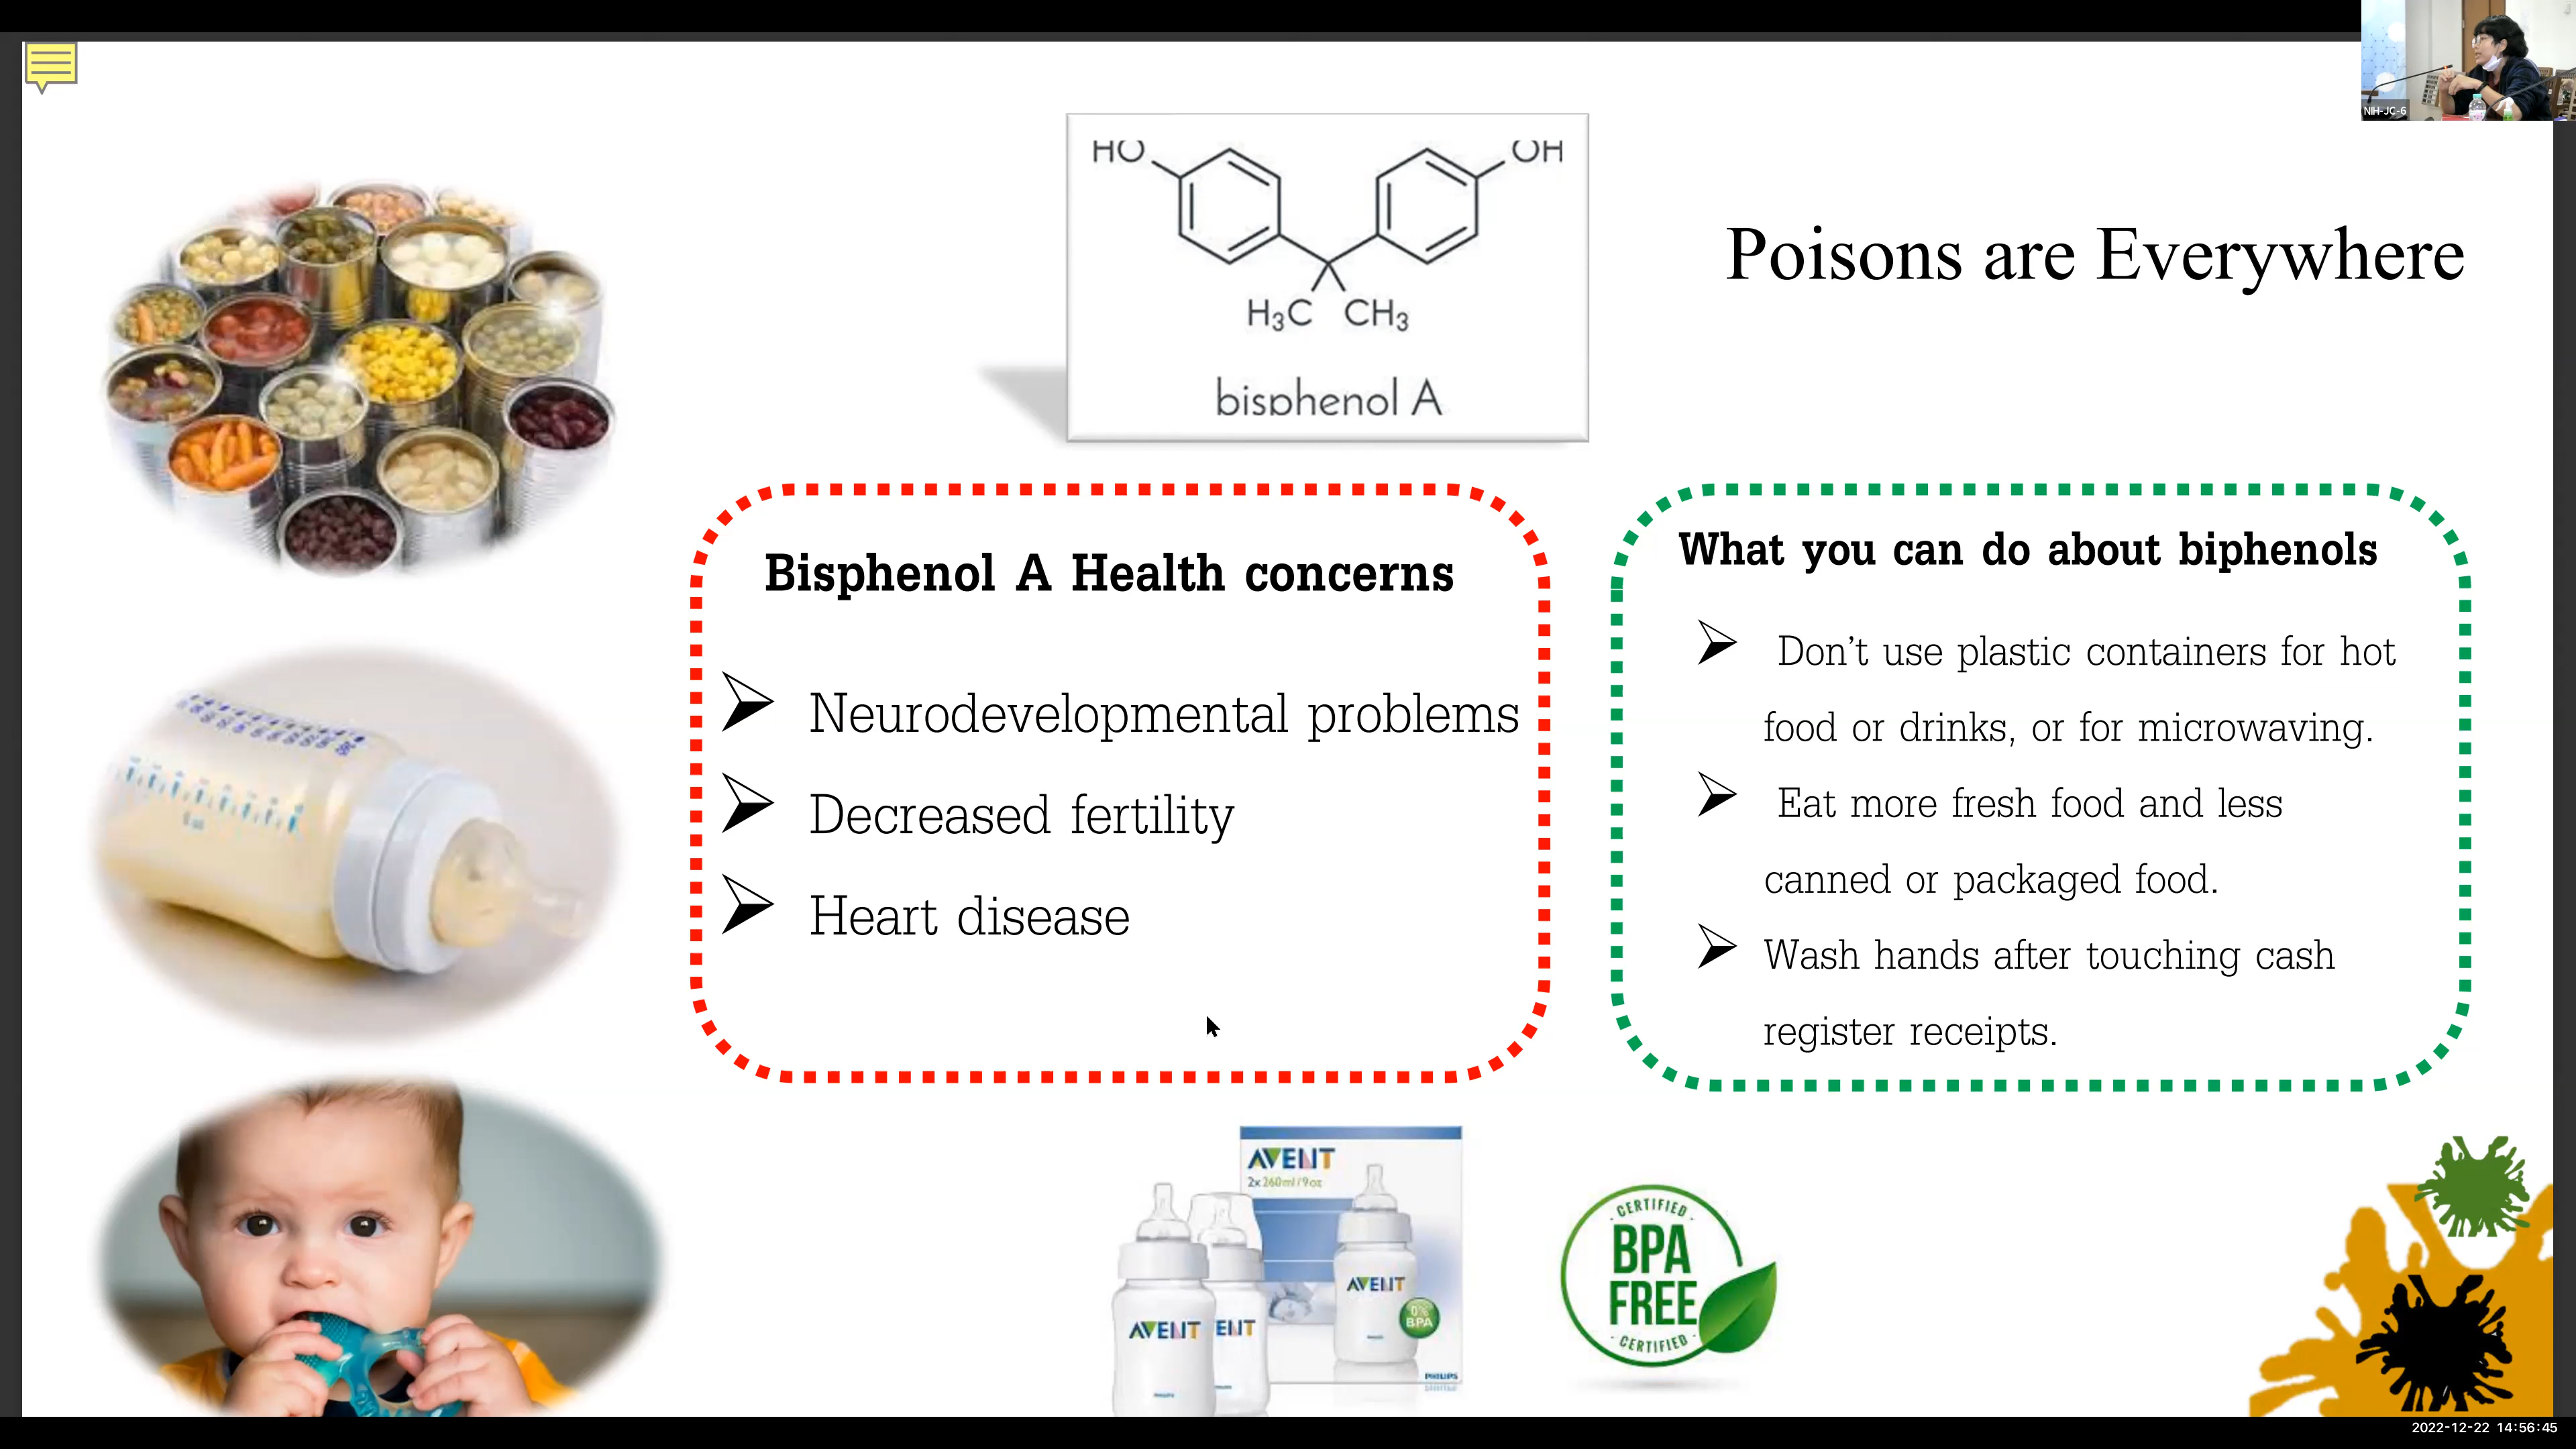 NIH-JC-6
HO
OH
H3C CH3
bisphenol A
Poisons are Everywhere
Bisphenol A Health concerns
Neurodevelopmental problems
Decreased fertility
Heart disease
What you can do about biphenols
Don't use plastic containers for hot
food or drinks, or for microwaving.
Eat more fresh food and less
canned or packaged food.
Wash hands after touching cash
register receipts.
AVENT
2x 260ml/9oz
AVENT
0%
BPA
AVENT
ENT
PHILIPS
CERTIFIED
BPA
FREE
CERTIFIED
2022-12-22 14:56:45